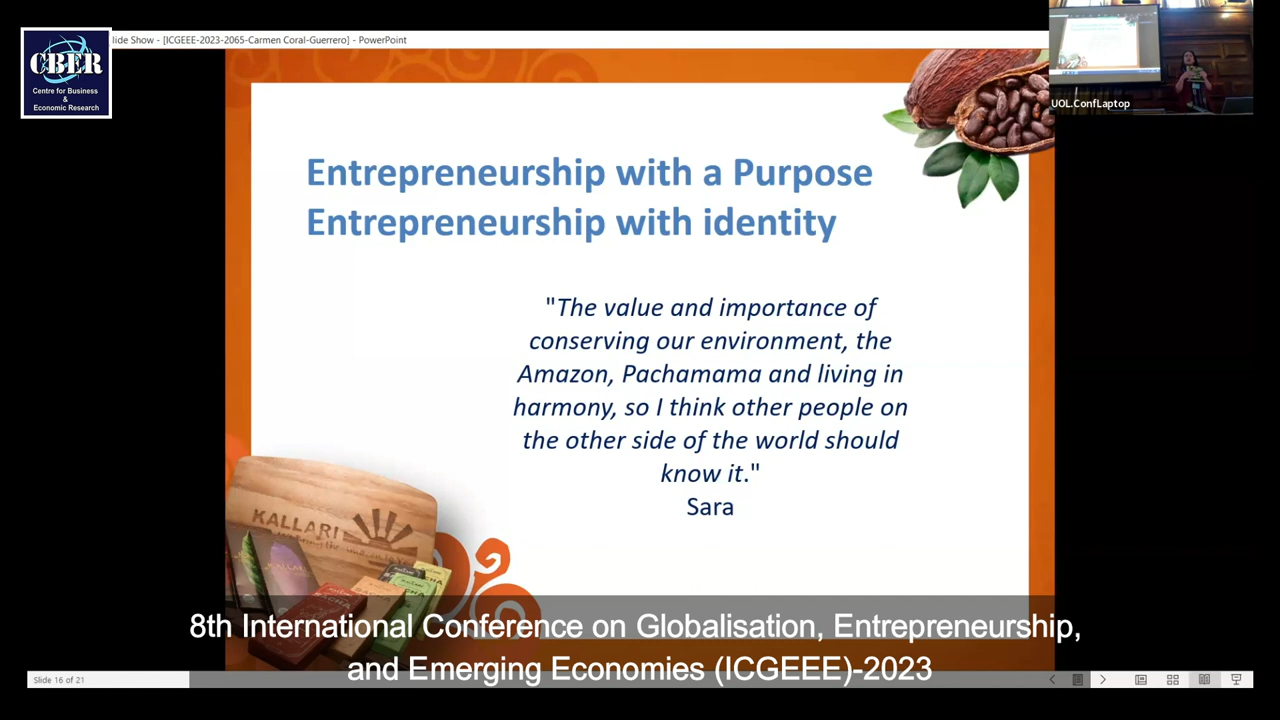 lide Show - [ICGEEE-2023-2065-Carmen Coral-Guerrero] - PowerPoint
CBER
Centre for Business
&
Economic Research
UOL.ConfLaptop
Entrepreneurship with a Purpose
Entrepreneurship with identity
"The value and importance of
conserving our environment, the
Amazon, Pachamama and living in
harmony, so I think other people on
the other side of the world should
know it."
Sara
KALLARI
8th International Conference on Globalisation, Entrepreneurship,
and Emerging Economies (ICGEEE)-2023
Slide 16 of 21